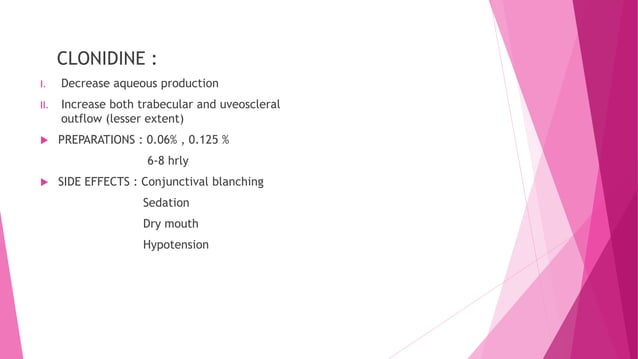 CLONIDINE :
I. Decrease aqueous production
II. Increase both trabecular and uveoscleral
outflow (lesser extent)
PREPARATIONS : 0.06% , 0.125 %
6-8 hrly
SIDE EFFECTS : Conjunctival blanching
Sedation
Dry mouth
Hypotension